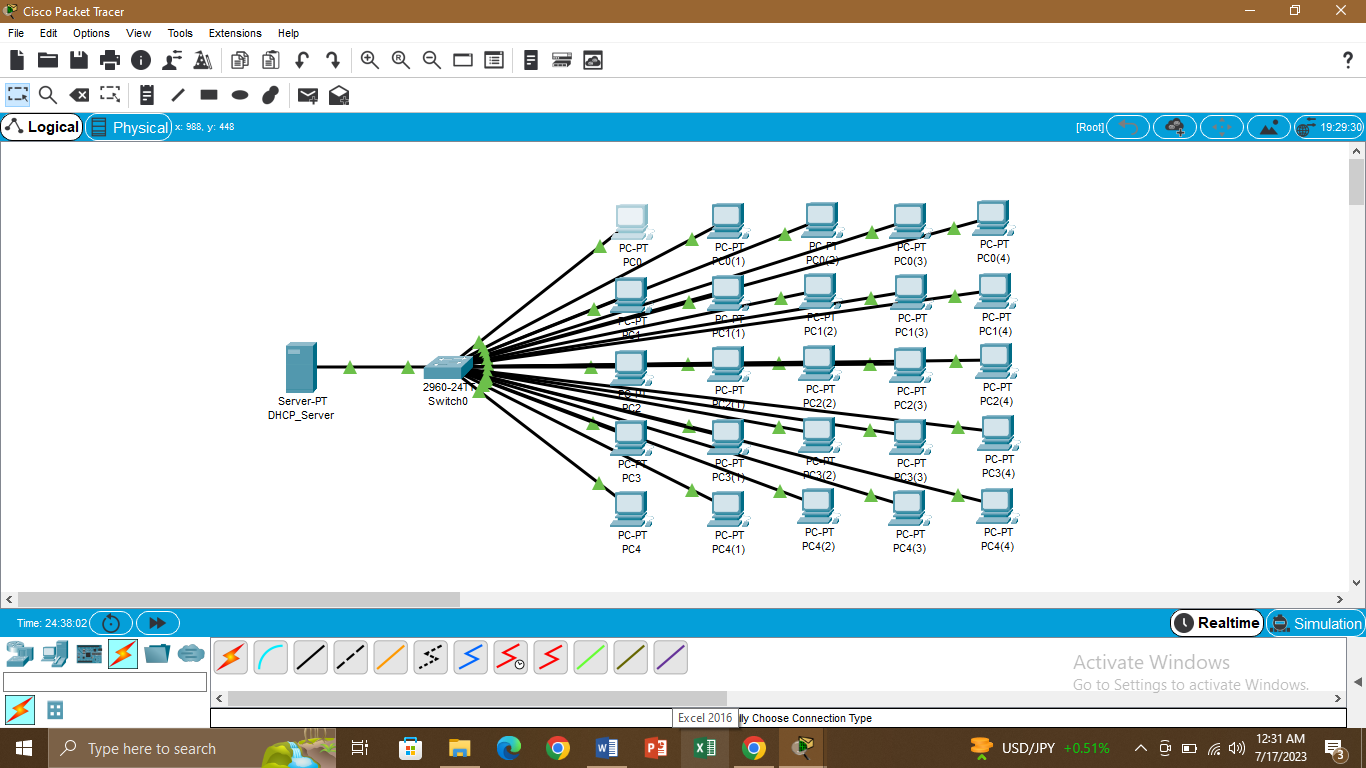 Cisco Packet Tracer
File Edit Options View Tools Extensions Help
?
Logical Physical x: 988, y: 448 [Root] 19:29:30
PC-PT
PC0
PC-PT
PC0(1)
PC-PT
PC0(2)
PC-PT
PC0(3)
PC-PT
PC0(4)
PC-PT
PC1
PC-PT
PC1(1)
PC-PT
PC1(2)
PC-PT
PC1(3)
PC-PT
PC1(4)
Server-PT
DHCP_Server
2960-24TT
Switch0
PC-PT
PC2
PC-PT
PC2(1)
PC-PT
PC2(2)
PC-PT
PC2(3)
PC-PT
PC2(4)
PC-PT
PC3
PC-PT
PC3(1)
PC-PT
PC3(2)
PC-PT
PC3(3)
PC-PT
PC3(4)
PC-PT
PC4
PC-PT
PC4(1)
PC-PT
PC4(2)
PC-PT
PC4(3)
PC-PT
PC4(4)
Time: 24:38:02 Realtime Simulation
Activate Windows
Go to Settings to activate Windows.
Excel 2016
lly Choose Connection Type
Type here to search
USD/JPY +0.51%
12:31 AM
7/17/2023
3